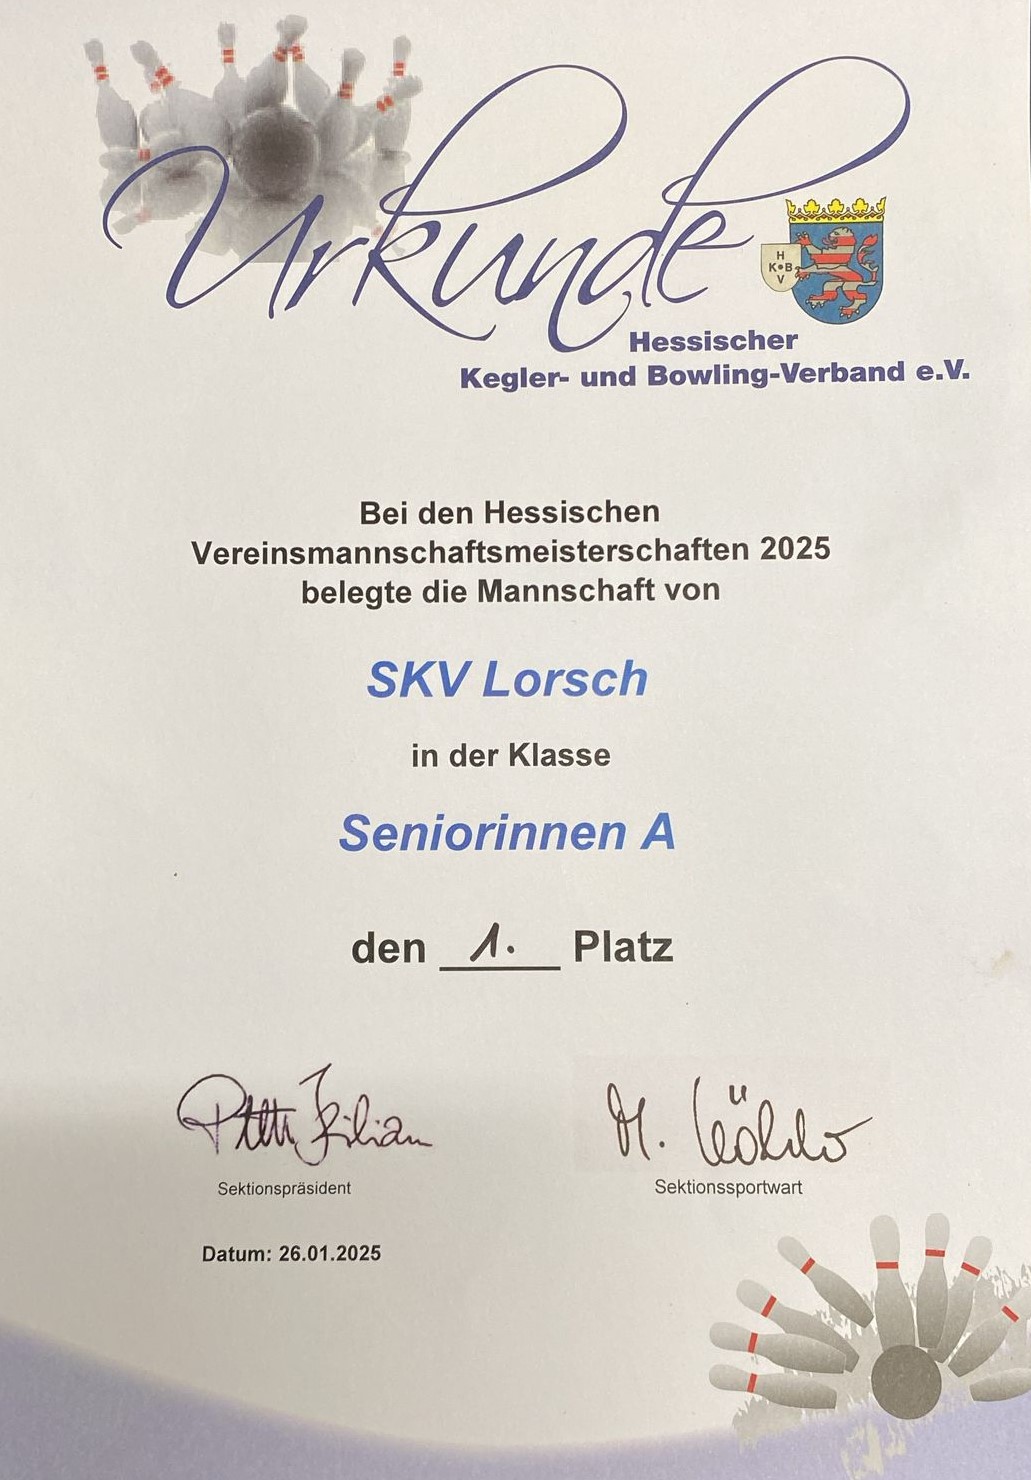 Urkunde
H
K•B
V
Hessischer
Kegler- und Bowling-Verband e.V.
Bei den Hessischen
Vereinsmannschaftsmeisterschaften 2025
belegte die Mannschaft von
SKV Lorsch
in der Klasse
Seniorinnen A
den 1. Platz
M.
Sektionspräsident
Sektionssportwart
Datum: 26.01.2025